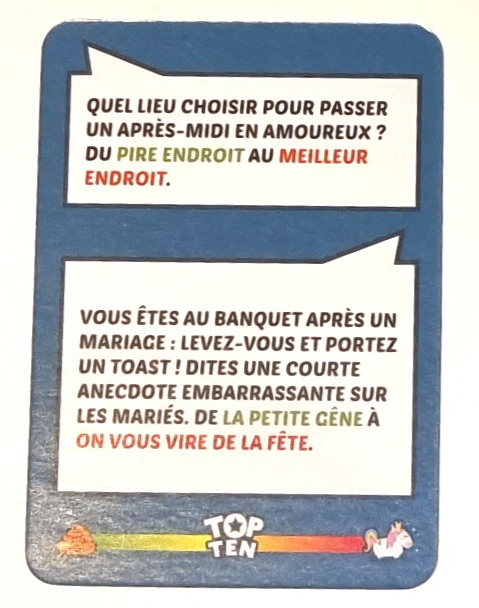 QUEL LIEU CHOISIR POUR PASSER
UN APRÈS-MIDI EN AMOUREUX ?
DU PIRE ENDROIT AU MEILLEUR
ENDROIT.
VOUS ÊTES AU BANQUET APRÈS UN
MARIAGE : LEVEZ-VOUS ET PORTEZ
UN TOAST ! DITES UNE COURTE
ANECDOTE EMBARRASSANTE SUR
LES MARIÉS. DE LA PETITE GÊNE À
ON VOUS VIRE DE LA FÊTE.
TOP
TEN